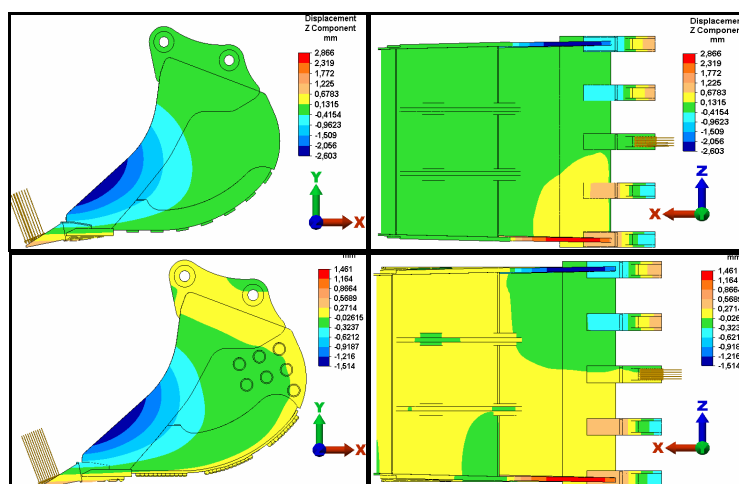 Displacement
Z Component
mm
2,866
2,319
1,772
1,225
0,6783
0,1315
-0,4154
-0,9623
-1,509
-2,056
-2,603
Y
X
Displaceme
Z Compone
mm
2,866
2,319
1,772
1,225
0,6783
0,1315
-0,4154
-0,9623
-1,509
-2,056
-2,603
Z
X
mm
1,461
1,164
0,8664
0,5689
0,2714
-0,02615
-0,3237
-0,6212
-0,9187
-1,216
-1,514
Y
X
mm
1,461
1,164
0,8664
0,5689
0,2714
-0,026
-0,323
-0,621
-0,918
-1,216
-1,514
Z
X